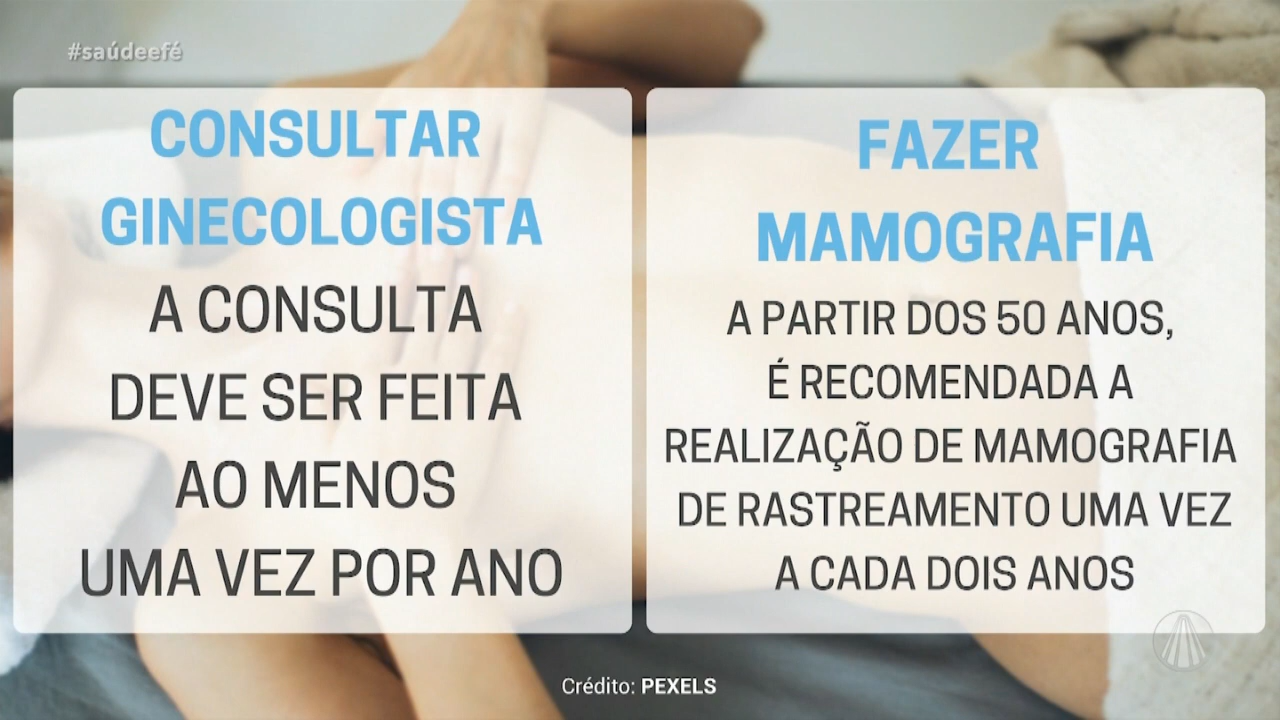 #saúdeefé
CONSULTAR
GINECOLOGISTA
A CONSULTA
DEVE SER FEITA
AO MENOS
UMA VEZ POR ANO
FAZER
MAMOGRAFIA
A PARTIR DOS 50 ANOS,
É RECOMENDADA A
REALIZAÇÃO DE MAMOGRAFIA
DE RASTREAMENTO UMA VEZ
A CADA DOIS ANOS
Crédito: PEXELS